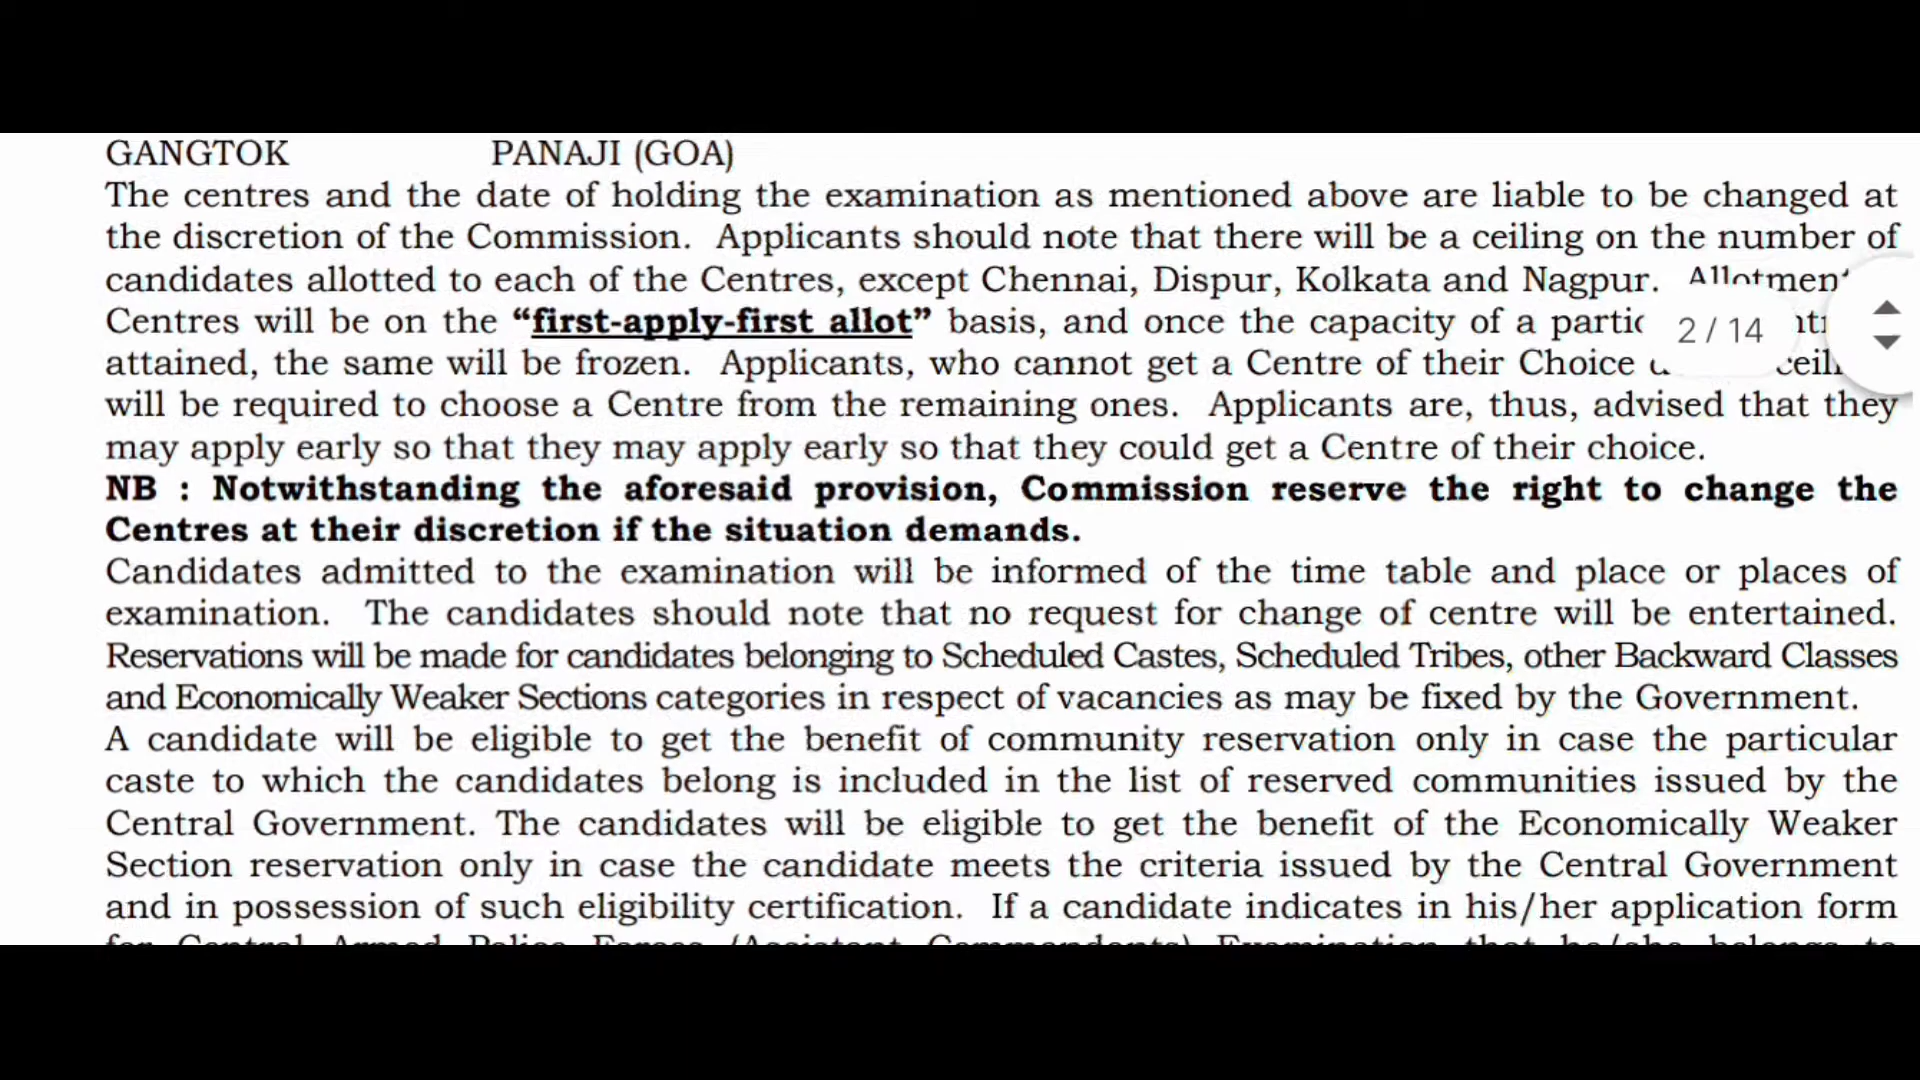 GANGTOK PANAJI (GOA)
The centres and the date of holding the examination as mentioned above are liable to be changed at
the discretion of the Commission. Applicants should note that there will be a ceiling on the number of
candidates allotted to each of the Centres, except Chennai, Dispur, Kolkata and Nagpur.
Centres will be on the “first-apply-first allot” basis, and once the capacity of a
2 / 14
attained, the same will be frozen. Applicants, who cannot get a Centre of their Choice
will be required to choose a Centre from the remaining ones. Applicants are, thus, advised that they
may apply early so that they may apply early so that they could get a Centre of their choice.
NB : Notwithstanding the aforesaid provision, Commission reserve the right to change the
Centres at their discretion if the situation demands.
Candidates admitted to the examination will be informed of the time table and place or places of
examination. The candidates should note that no request for change of centre will be entertained.
Reservations will be made for candidates belonging to Scheduled Castes, Scheduled Tribes, other Backward Classes
and Economically Weaker Sections categories in respect of vacancies as may be fixed by the Government.
A candidate will be eligible to get the benefit of community reservation only in case the particular
caste to which the candidates belong is included in the list of reserved communities issued by the
Central Government. The candidates will be eligible to get the benefit of the Economically Weaker
Section reservation only in case the candidate meets the criteria issued by the Central Government
and in possession of such eligibility certification. If a candidate indicates in his/her application form
for Central Armed Police Forces (Assistant Commandants) Examination that he/she belongs to